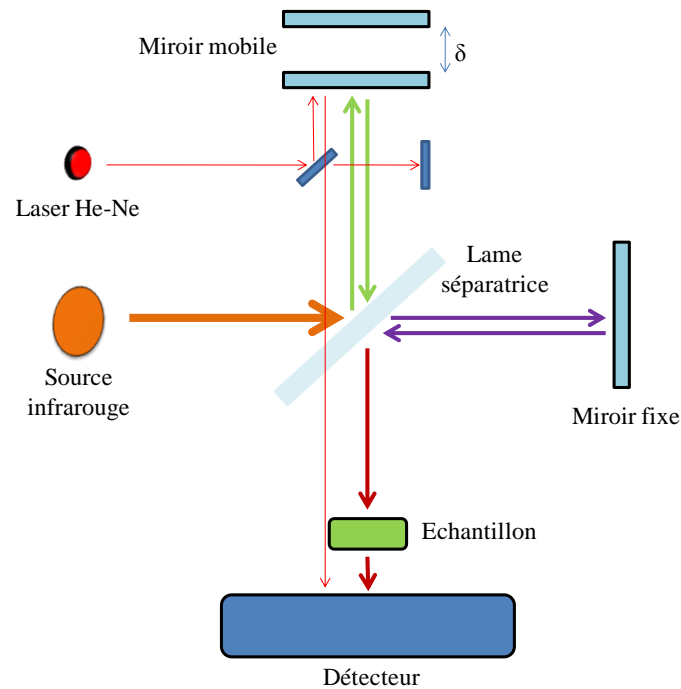 Miroir mobile
δ
Laser He-Ne
Lame
séparatrice
Source
infrarouge
Miroir fixe
Echantillon
Détecteur